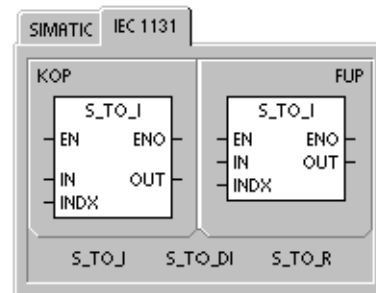 SIMATIC IEC 1131
KOP FUP
S_TO_I S_TO_I
EN ENO EN ENO
IN OUT IN OUT
INDX INDX
S_TO_I S_TO_DI S_TO_R